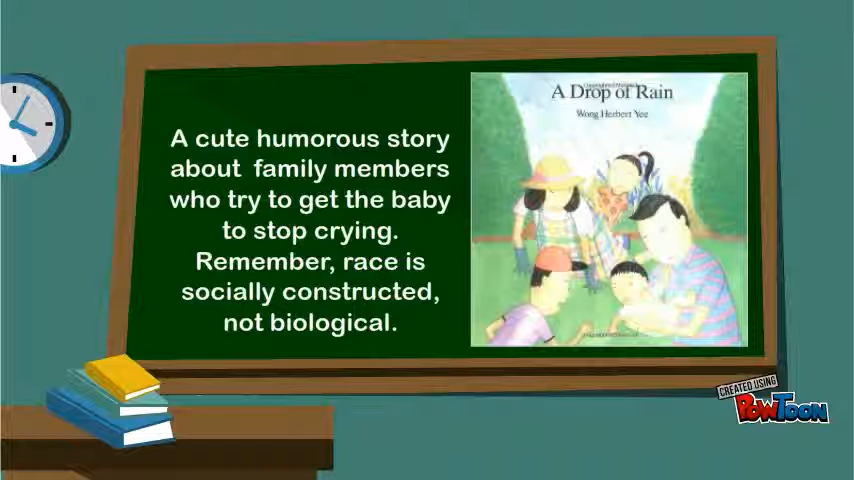 A cute humorous story
about family members
who try to get the baby
to stop crying.
Remember, race is
socially constructed,
not biological.
A Drop of Rain
Wong Herbert Yee
CREATED USING
POWTOON